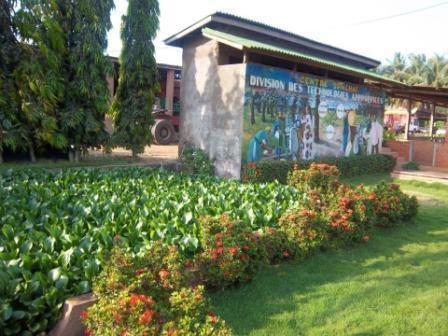 CENTRE SONGHAI
DIVISION DES TECHNOLOGIES APPROPRIEES